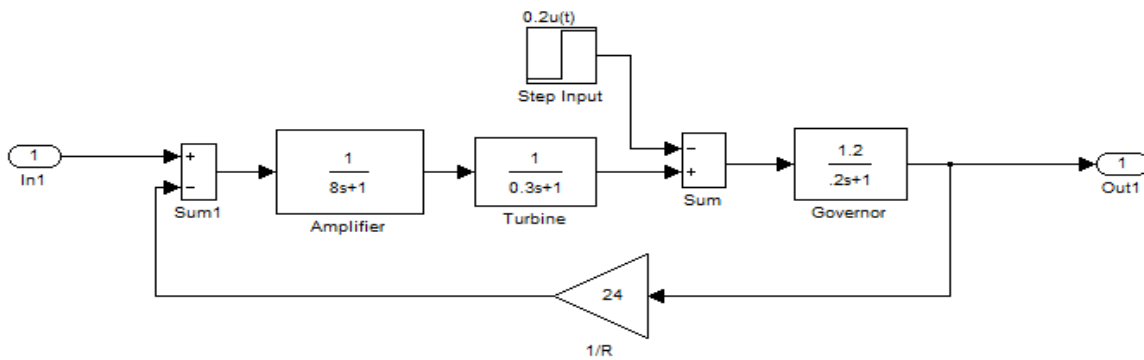 0.2u(t)
Step Input
1
In1
+
−
Sum1
1
8s+1
Amplifier
1
0.3s+1
Turbine
−
+
Sum
1.2
.2s+1
Governor
1
Out1
24
1/R